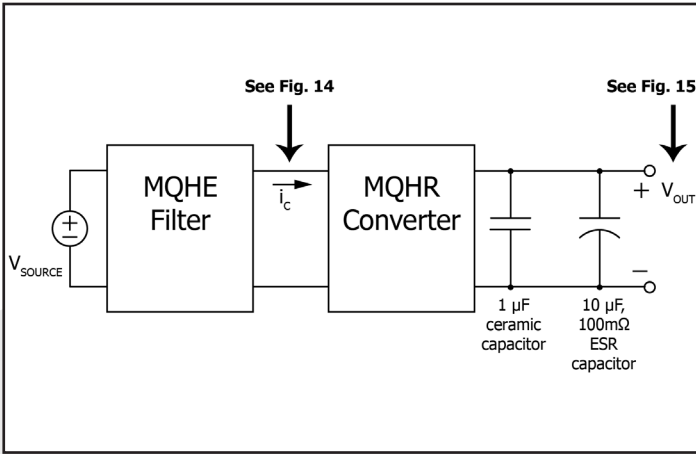 See Fig. 14
See Fig. 15
MQHE
Filter
i_C
MQHR
Converter
+ V_OUT
+
−
V_SOURCE
−
1 µF
ceramic
capacitor
10 µF,
100mΩ
ESR
capacitor